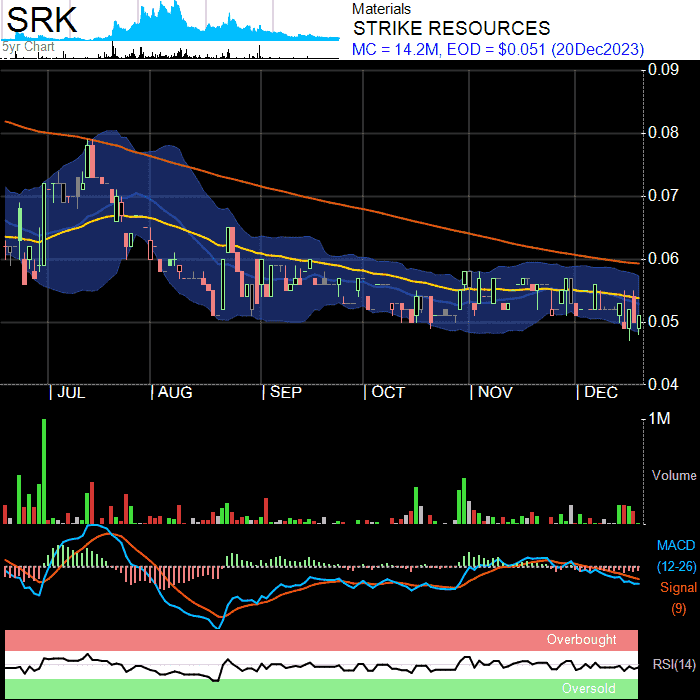 SRK
5yr Chart
Materials
STRIKE RESOURCES
MC = 14.2M, EOD = $0.051 (20Dec2023)
0.09
0.08
0.07
0.06
0.05
0.04
JUL AUG SEP OCT NOV DEC
1M
Volume
MACD
(12-26)
Signal
(9)
Overbought
RSI(14)
Oversold